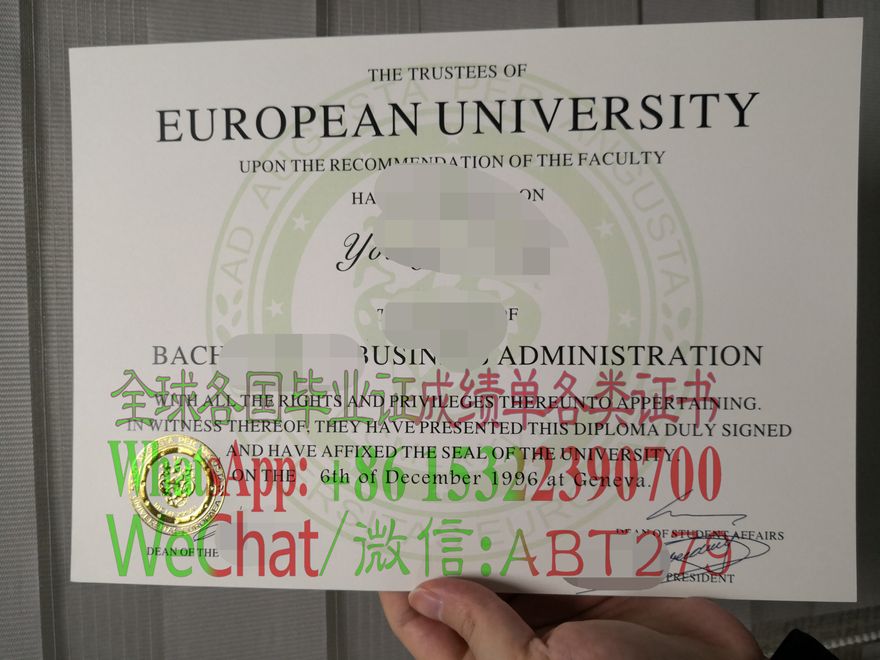 THE TRUSTEES OF
EUROPEAN UNIVERSITY
UPON THE RECOMMENDATION OF THE FACULTY
ON
BUSIN ADMINISTRATION
全球各国毕业证成绩单各类证书
WITH ALL THE RIGHTS AND PRIVILEGES THEREUNTO APPERTAINING.
IN WITNESS THEREOF, THEY HAVE PRESENTED THIS DIPLOMA DULY SIGNED
AND HAVE AFFIXED THE SEAL OF THE UNIVERSITY.
WhatsApp: +86 15322390700
ON THE 6th of December 1996 at Geneva.
WeChat/微信:ABT279
DEAN OF THE
DEAN OF STUDENT AFFAIRS
PRESIDENT